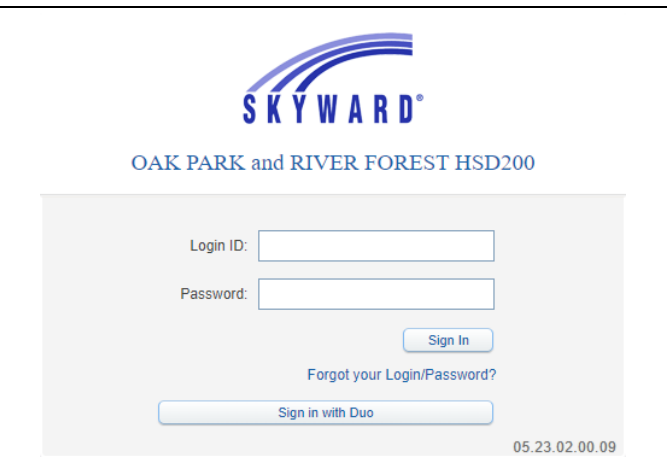 SKYWARD®
OAK PARK and RIVER FOREST HSD200
Login ID:
Password:
Sign In
Forgot your Login/Password?
Sign in with Duo
05.23.02.00.09